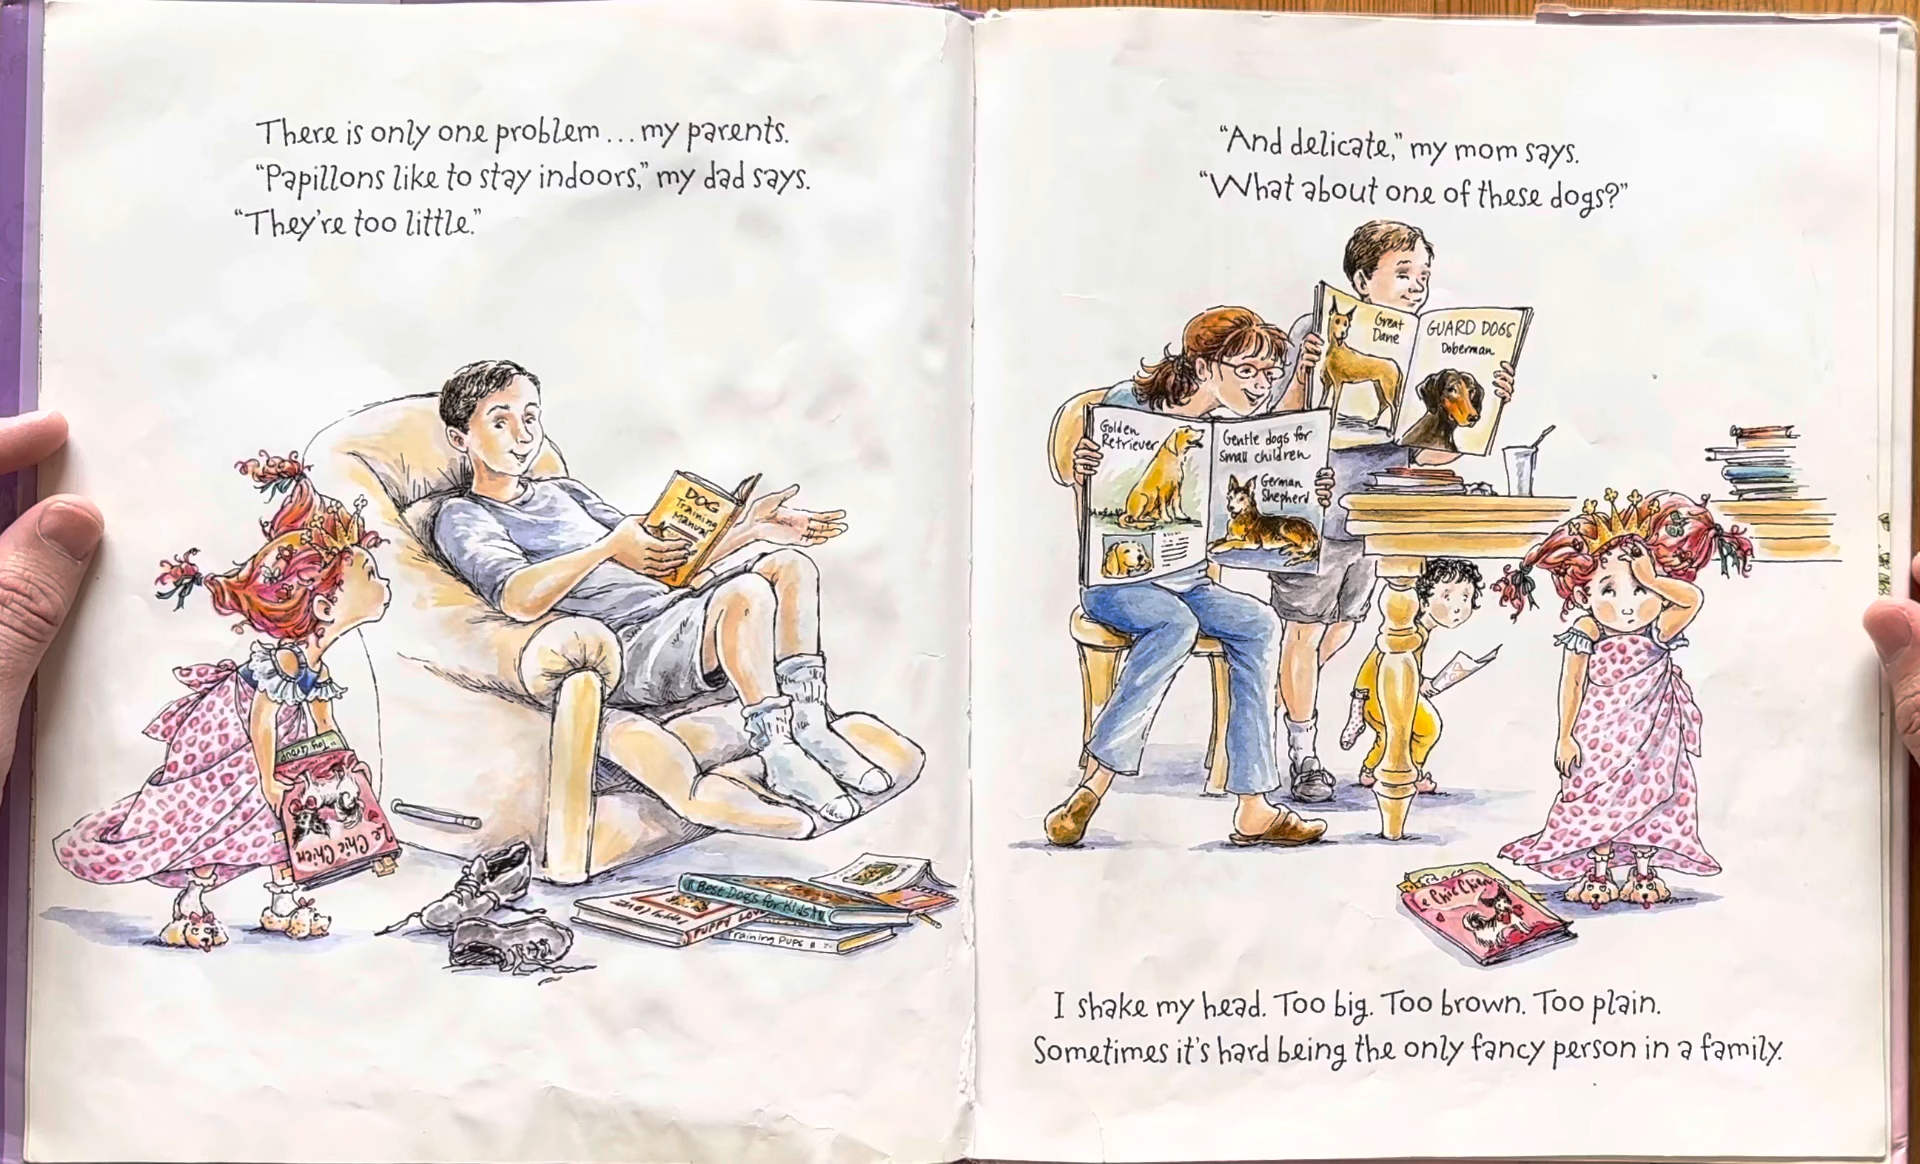 There is only one problem...my parents.
“Papillons like to stay indoors,” my dad says.
“They're too little.”
DOG
Training
Manual
Toy Group
Le Chic Chien
Best Dogs for Kids!
PUPPY LOVE
Training Pups
“And delicate,” my mom says.
“What about one of these dogs?”
Great
Dane
GUARD DOGS
Doberman
Golden
Retriever
Gentle dogs for
small children
German
Shepherd
Le Chic Chien
I shake my head. Too big. Too brown. Too plain.
Sometimes it's hard being the only fancy person in a family.